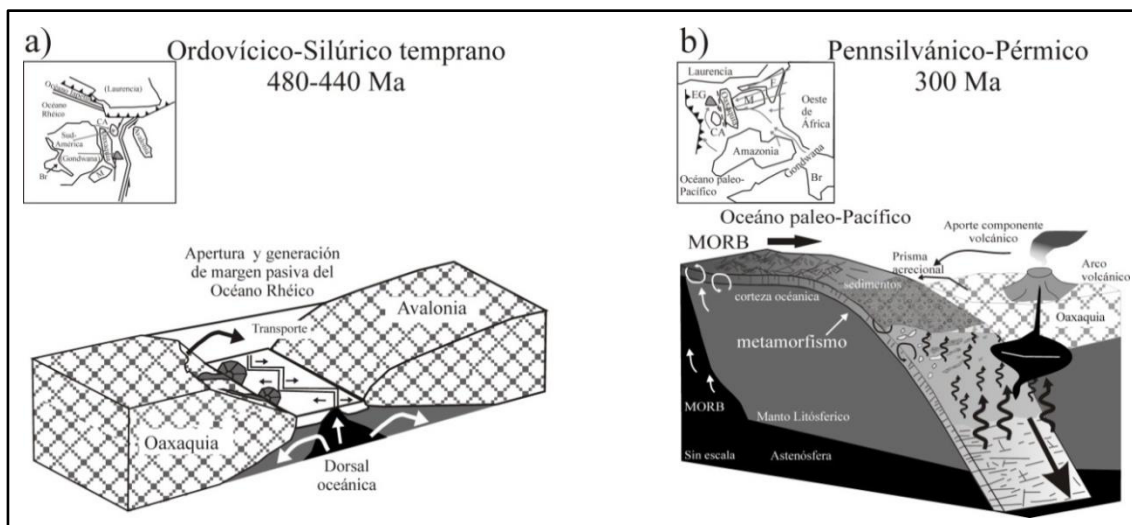 a)
Ordovícico-Silúrico temprano
480-440 Ma
(Laurencia)
Océano
Rhéico
CA
Sud-
America
(Gondwana)
Br
M
Apertura y generación
de margen pasiva del
Océano Rhéico
Transporte
Avalonia
Oaxaquia
Dorsal
oceánica
b)
Pennsilvánico-Pérmico
300 Ma
Laurencia
EG
M
F
CA
Oeste de
África
Amazonia
Gondwana
Océano paleo-
Pacífico
Br
Oceáno paleo-Pacífico
MORB
Aporte componente
volcánico
Prisma
acrecional
Arco
volcánico
sedimentos
corteza oceánica
Oaxaquia
metamorfismo
MORB
Manto Litósferico
Sin escala
Astenósfera